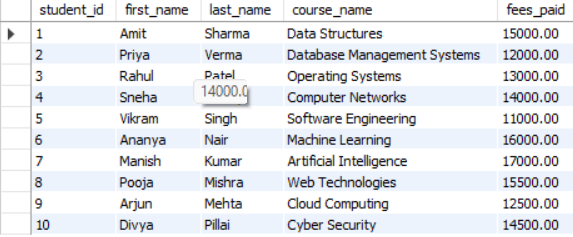 student_id first_name last_name course_name fees_paid
1 Amit Sharma Data Structures 15000.00
2 Priya Verma Database Management Systems 12000.00
3 Rahul Patel Operating Systems 13000.00
14000.0
4 Sneha Computer Networks 14000.00
5 Vikram Singh Software Engineering 11000.00
6 Ananya Nair Machine Learning 16000.00
7 Manish Kumar Artificial Intelligence 17000.00
8 Pooja Mishra Web Technologies 15500.00
9 Arjun Mehta Cloud Computing 12500.00
10 Divya Pillai Cyber Security 14500.00